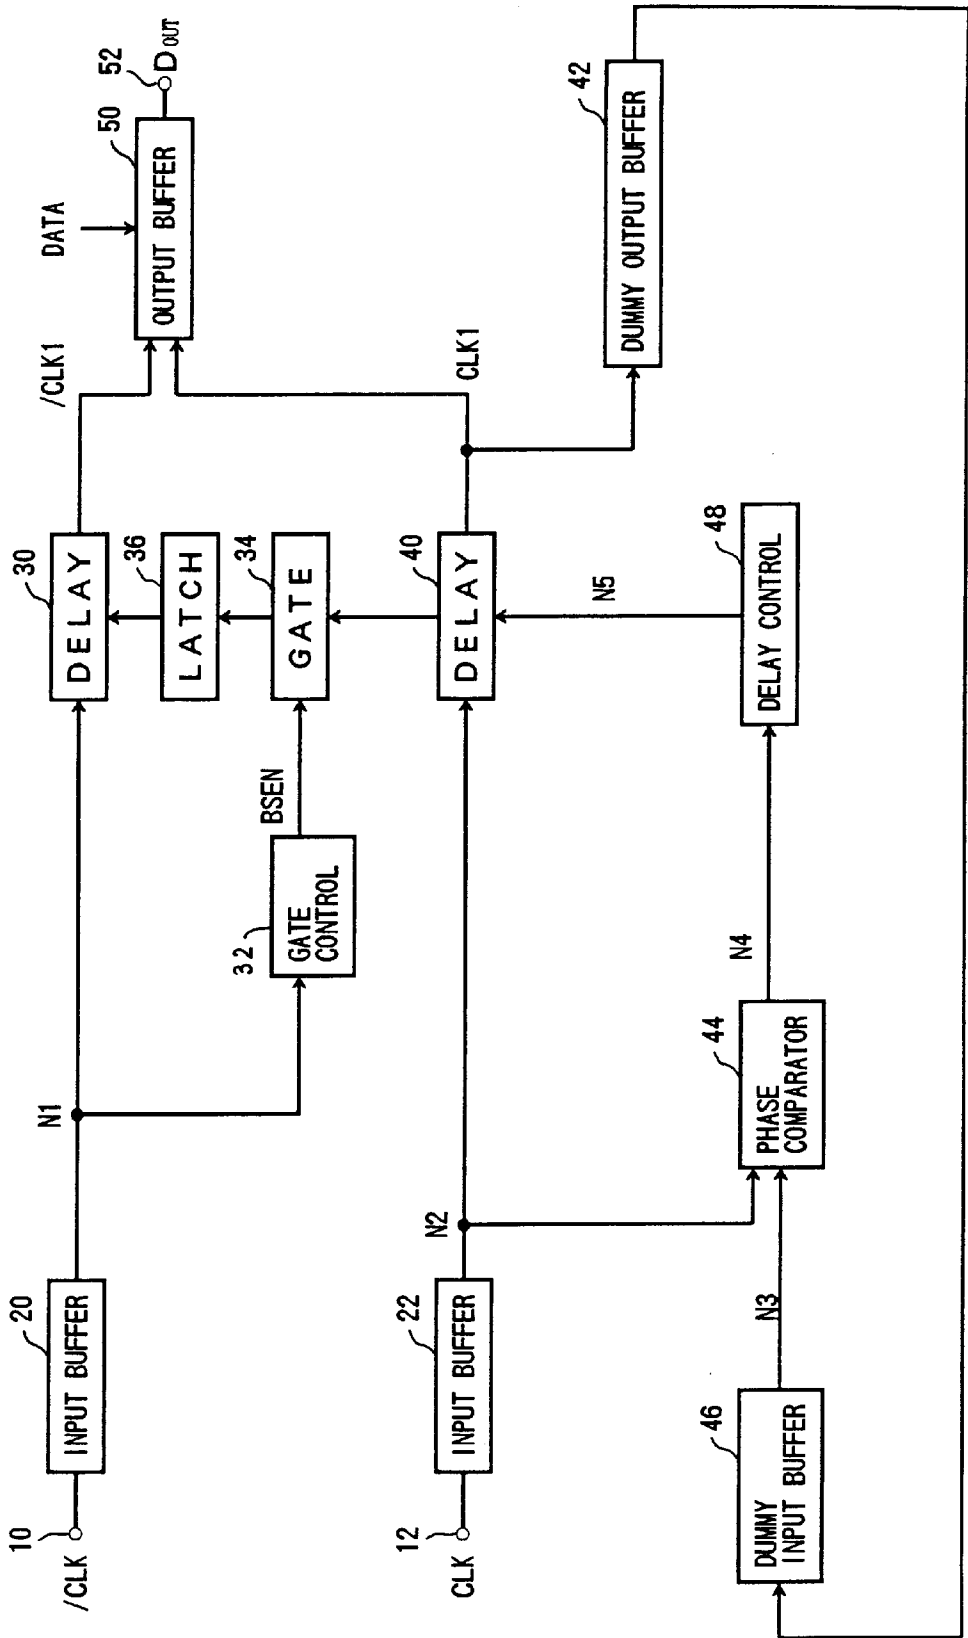 /CLK
10
INPUT BUFFER
20
N1
DELAY
30
/CLK1
DATA
OUTPUT BUFFER
50
52
DOUT
LATCH
36
GATE
34
BSEN
GATE
CONTROL
32
CLK
12
INPUT BUFFER
22
N2
DELAY
40
CLK1
DUMMY OUTPUT BUFFER
42
N5
DELAY CONTROL
48
N4
PHASE
COMPARATOR
44
N3
DUMMY
INPUT BUFFER
46